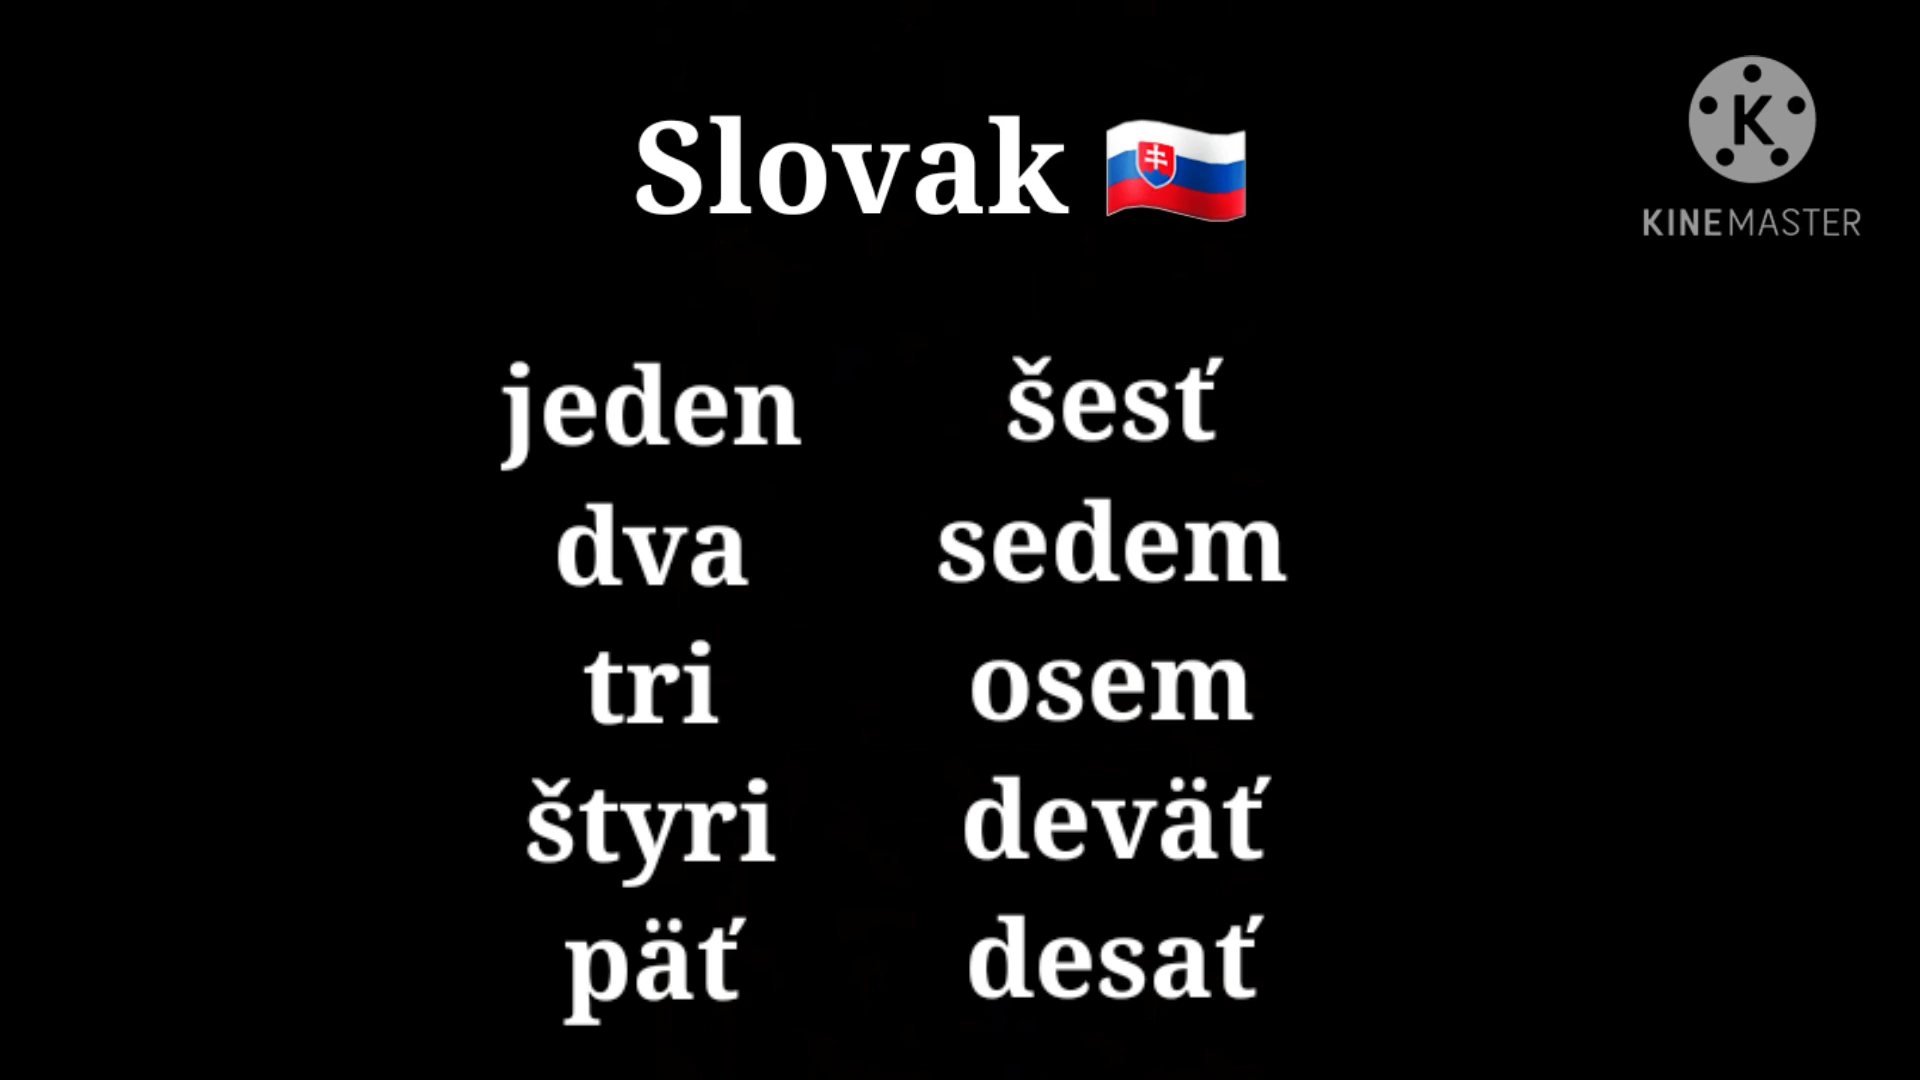 Slovak 🇸🇰
K
KINEMASTER
jeden
dva
tri
štyri
päť
šesť
sedem
osem
deväť
desať